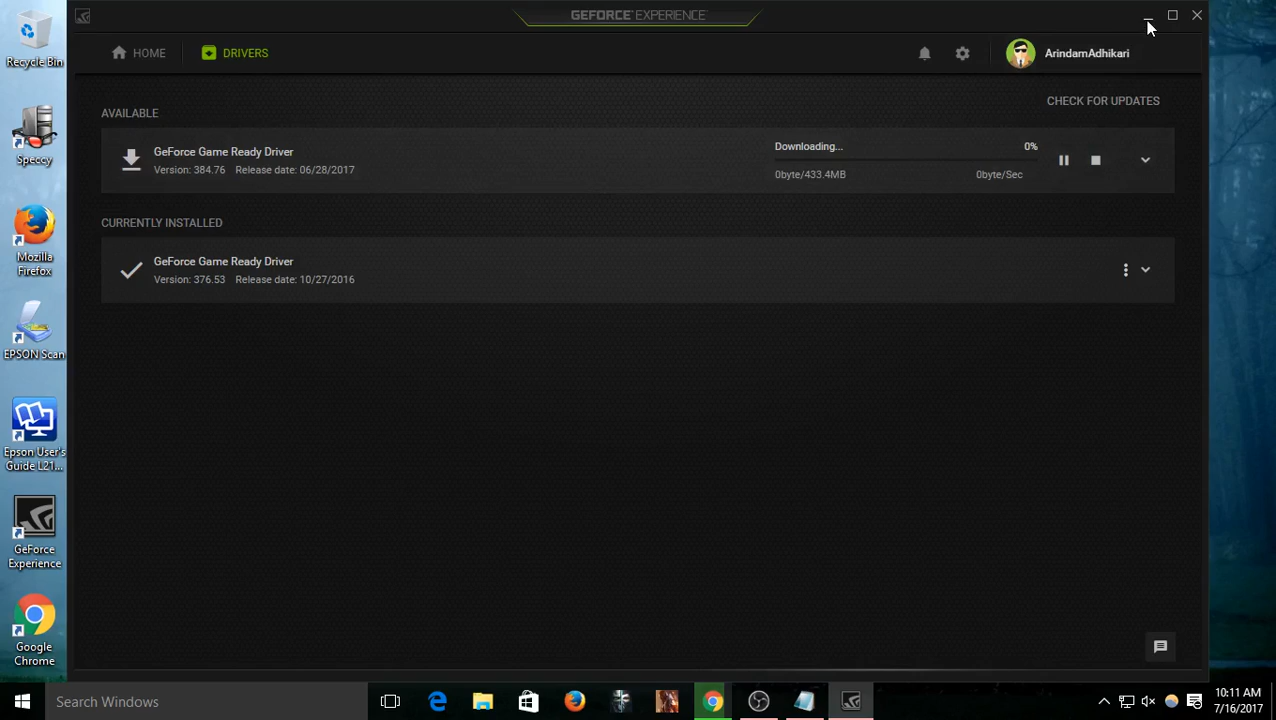 GEFORCE® EXPERIENCE™
HOME
DRIVERS
ArindamAdhikari
CHECK FOR UPDATES
AVAILABLE
GeForce Game Ready Driver
Version: 384.76 Release date: 06/28/2017
Downloading... 0%
0byte/433.4MB 0byte/Sec
CURRENTLY INSTALLED
GeForce Game Ready Driver
Version: 376.53 Release date: 10/27/2016
Recycle Bin
Speccy
Mozilla
Firefox
EPSON Scan
Epson User's
Guide L21...
GeForce
Experience
Google
Chrome
Search Windows
10:11 AM
7/16/2017